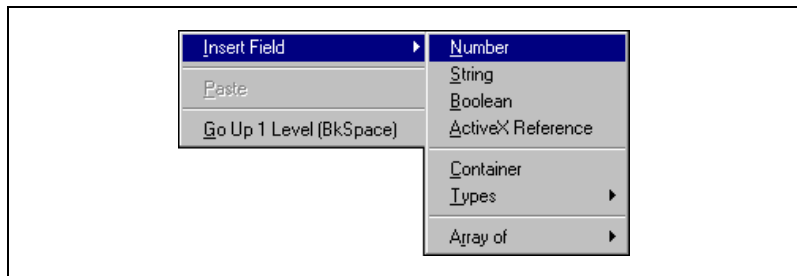 Insert Field
Paste
Go Up 1 Level (BkSpace)
Number
String
Boolean
ActiveX Reference
Container
Types
Array of